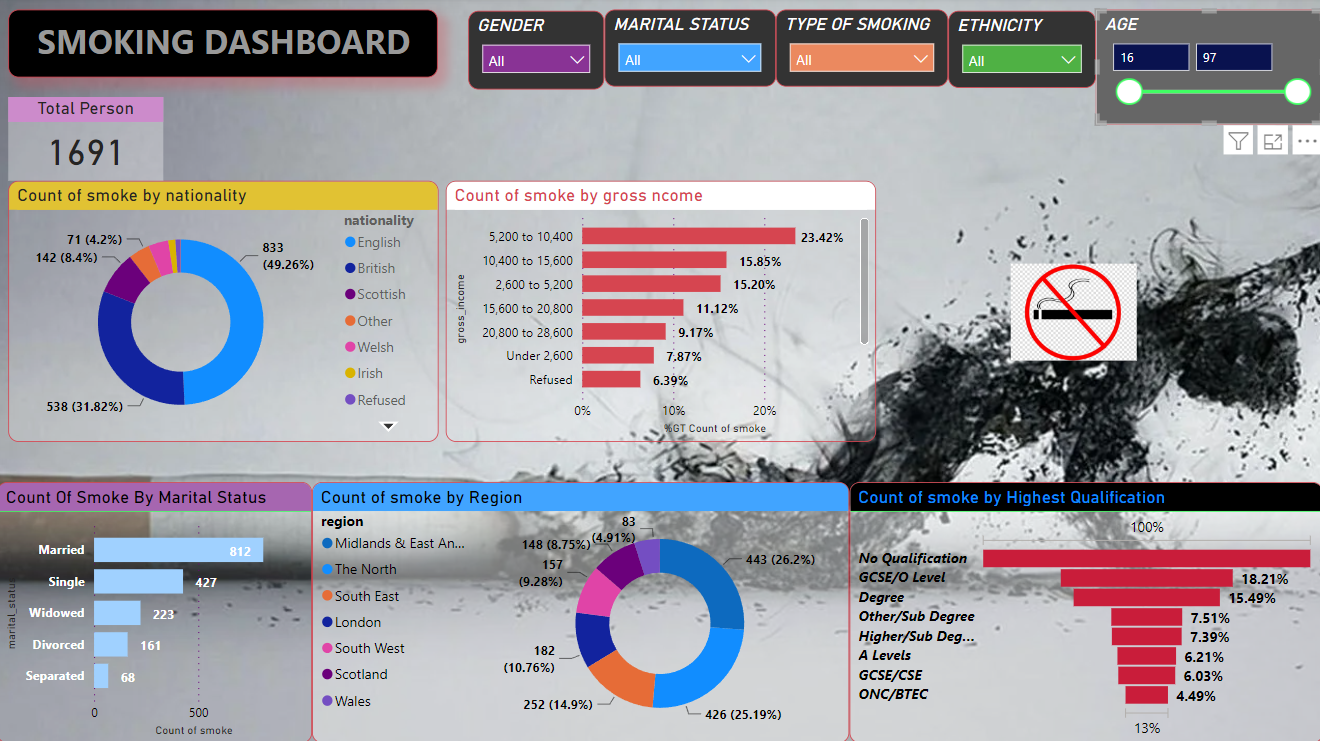 SMOKING DASHBOARD
GENDER
All
MARITAL STATUS
All
TYPE OF SMOKING
All
ETHNICITY
All
AGE
16
97
Total Person
1691
Count of smoke by nationality
71 (4.2%)
142 (8.4%)
833
(49.26%)
538 (31.82%)
nationality
English
British
Scottish
Other
Welsh
Irish
Refused
Count of smoke by gross ncome
gross_income
5,200 to 10,400
23.42%
10,400 to 15,600
15.85%
2,600 to 5,200
15.20%
15,600 to 20,800
11.12%
20,800 to 28,600
9.17%
Under 2,600
7.87%
Refused
6.39%
0%
10%
20%
%GT Count of smoke
Count Of Smoke By Marital Status
marital_status
Married
812
Single
427
Widowed
223
Divorced
161
Separated
68
0
500
Count of smoke
Count of smoke by Region
region
Midlands & East An...
The North
South East
London
South West
Scotland
Wales
83
(4.91%)
148 (8.75%)
157
(9.28%)
443 (26.2%)
182
(10.76%)
252 (14.9%)
426 (25.19%)
Count of smoke by Highest Qualification
100%
No Qualification
GCSE/O Level
18.21%
Degree
15.49%
Other/Sub Degree
7.51%
Higher/Sub Deg...
7.39%
A Levels
6.21%
GCSE/CSE
6.03%
ONC/BTEC
4.49%
13%